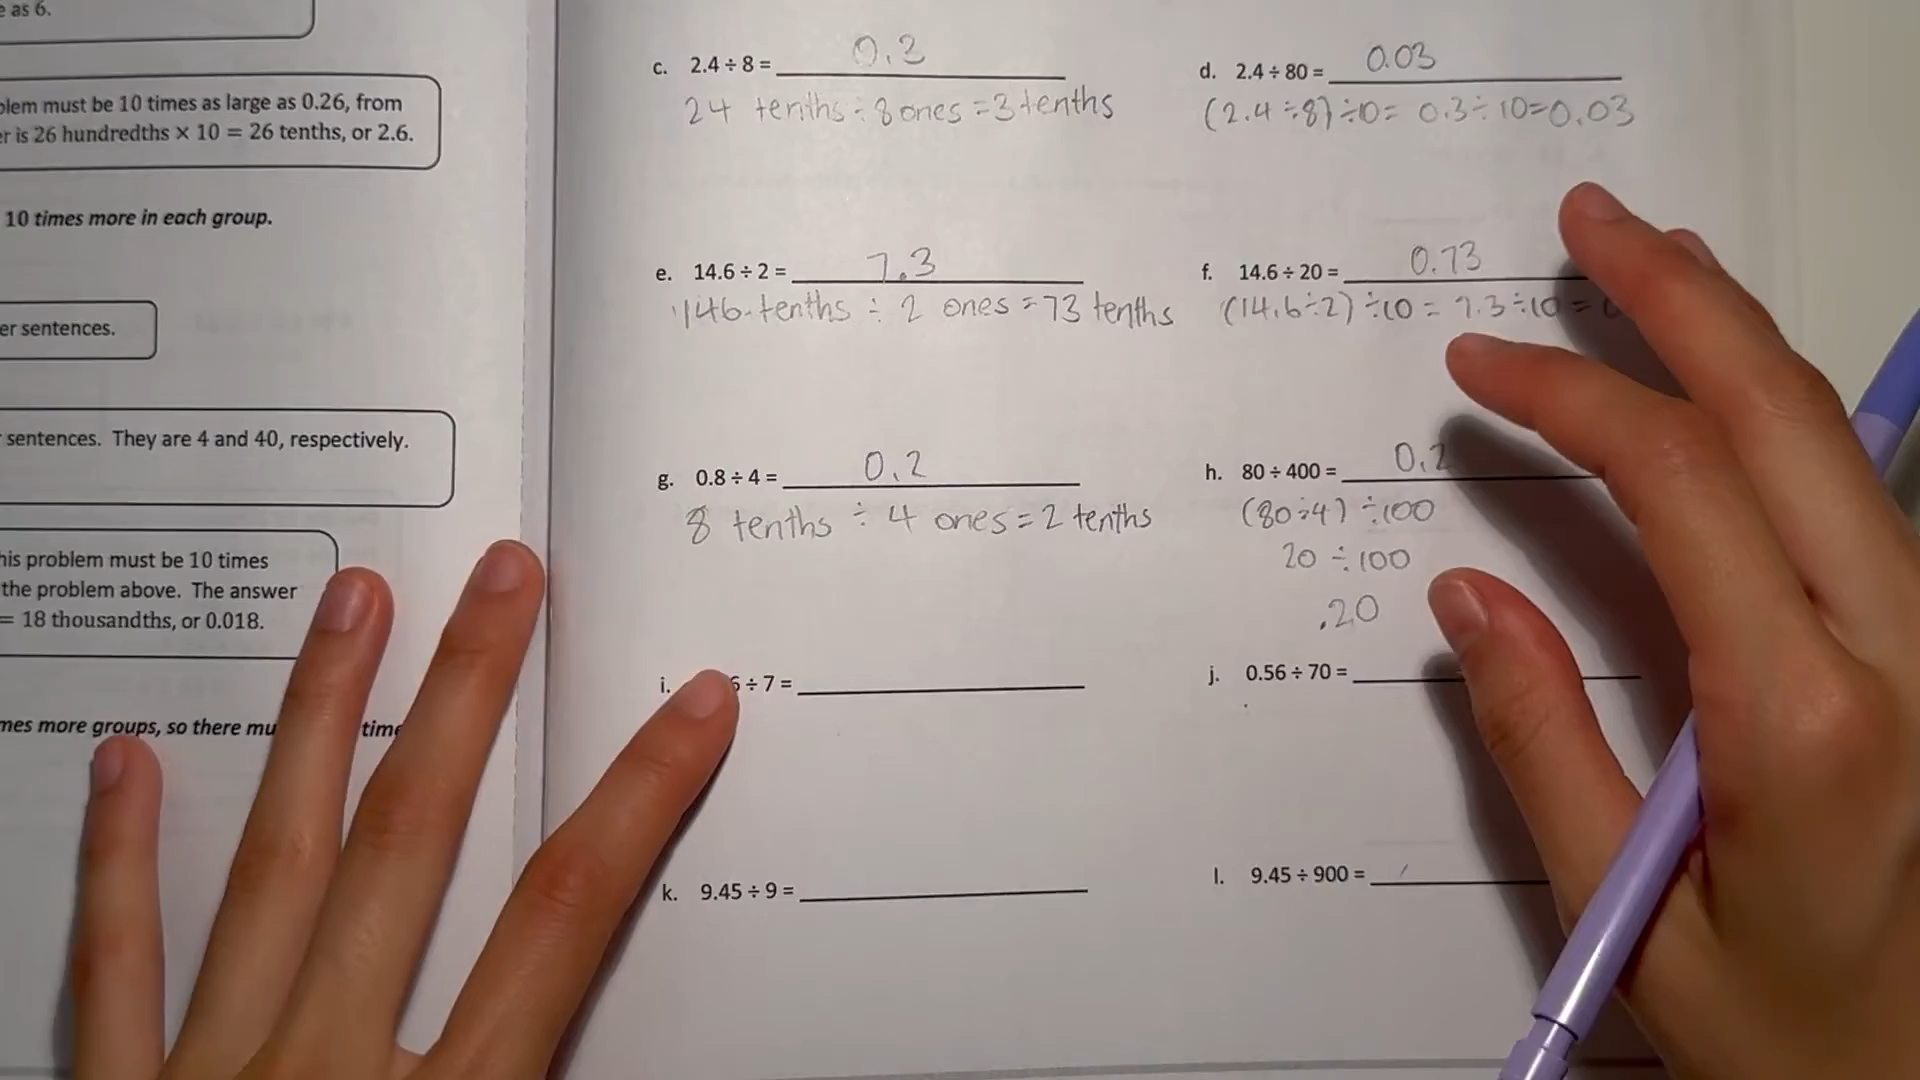 e as 6.
blem must be 10 times as large as 0.26, from
er is 26 hundredths × 10 = 26 tenths, or 2.6.
10 times more in each group.
er sentences.
sentences. They are 4 and 40, respectively.
his problem must be 10 times
the problem above. The answer
= 18 thousandths, or 0.018.
mes more groups, so there mu time
c. 2.4 ÷ 8 = 0.3
24 tenths ÷ 8 ones = 3 tenths
d. 2.4 ÷ 80 = 0.03
(2.4 ÷ 8) ÷ 10 = 0.3 ÷ 10 = 0.03
e. 14.6 ÷ 2 = 7.3
146 tenths ÷ 2 ones = 73 tenths
f. 14.6 ÷ 20 = 0.73
(14.6 ÷ 2) ÷ 10 = 7.3 ÷ 10 =
g. 0.8 ÷ 4 = 0.2
8 tenths ÷ 4 ones = 2 tenths
h. 80 ÷ 400 = 0.2
(80 ÷ 4) ÷ 100
20 ÷ 100
.20
i. 6 ÷ 7 =
j. 0.56 ÷ 70 =
k. 9.45 ÷ 9 =
l. 9.45 ÷ 900 =